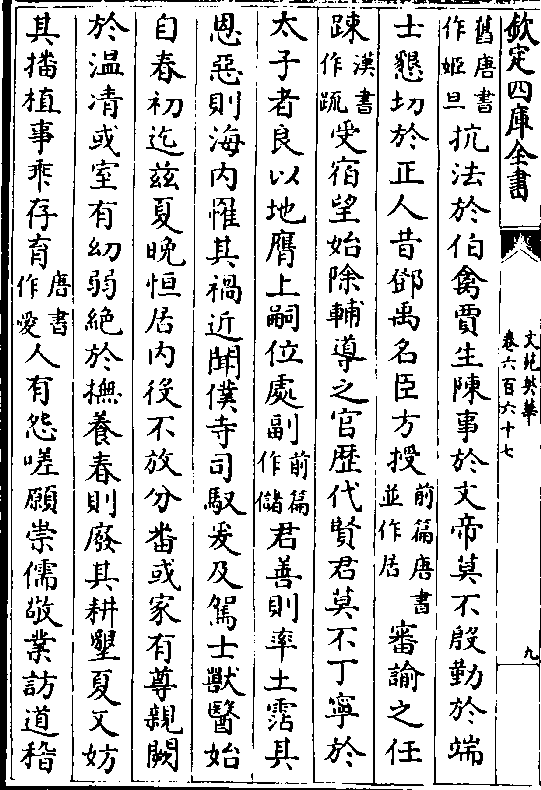 欽定四庫全書
文苑英華
卷六百六十七
九
舊唐書作姬旦抗法於伯禽賈生陳事於文帝莫不殷勤於端
士懇切於正人昔鄧禹名臣方授前篇唐書並作居審諭之任
踈漢書作疏受宿望始除輔導之官歴代賢君莫不丁寧於
太子者良以地膺上嗣位處副前篇作儲君善則率土霑其
恩惡則海内惟其禍近聞僕寺司馭爰及駕士獸醫始
自春初迄兹夏晚恒居内役不放分畨或家有尊親闕
於温凊或室有幼弱絶於撫養春則廢其耕墾夏又妨
其播植事乖存育唐書作愛人有怨嗟願崇儒敬業訪道稽